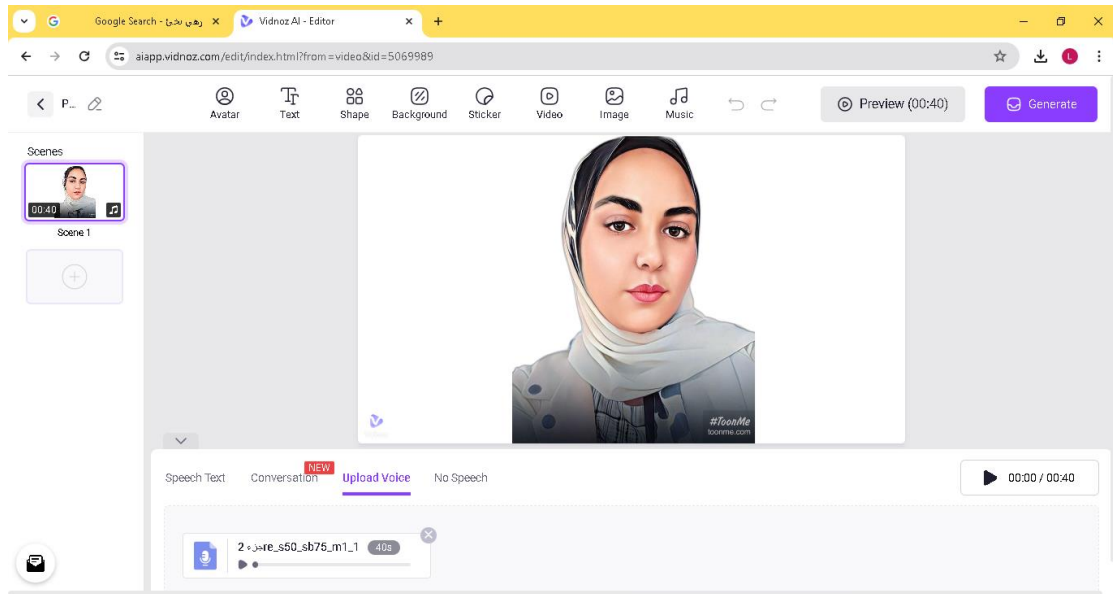 رهي نخئ - Google Search
Vidnoz AI - Editor
aiapp.vidnoz.com/edit/index.html?from=video&id=5069989
P...
Avatar
Text
Shape
Background
Sticker
Video
Image
Music
Preview (00:40)
Generate
Scenes
00:40
Scene 1
#ToonMe
toonme.com
Speech Text
Conversation
NEW
Upload Voice
No Speech
00:00 / 00:40
جزء 2 re_s50_sb75_m1_1
40s
L